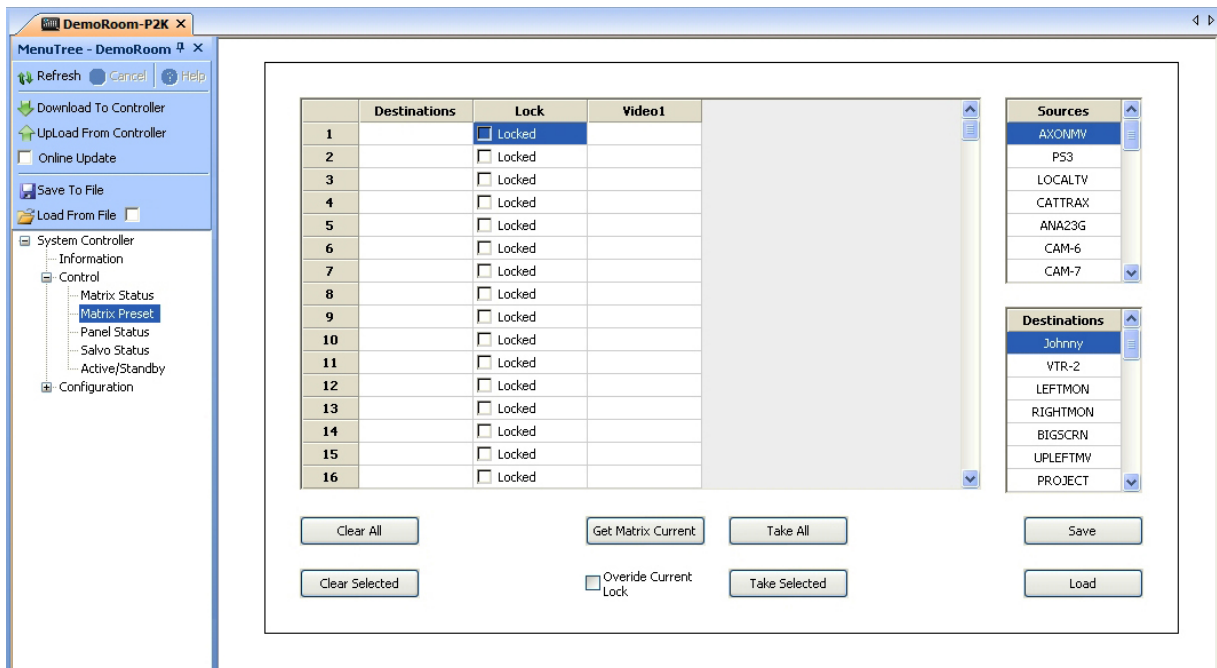 DemoRoom-P2K
MenuTree - DemoRoom
Refresh Cancel Help
Download To Controller
UpLoad From Controller
Online Update
Save To File
Load From File
System Controller
Information
Control
Matrix Status
Matrix Preset
Panel Status
Salvo Status
Active/Standby
Configuration
Destinations Lock Video1
1 Locked
2 Locked
3 Locked
4 Locked
5 Locked
6 Locked
7 Locked
8 Locked
9 Locked
10 Locked
11 Locked
12 Locked
13 Locked
14 Locked
15 Locked
16 Locked
Sources
AXONMV
PS3
LOCALTV
CATTRAX
ANA23G
CAM-6
CAM-7
Destinations
Johnny
VTR-2
LEFTMON
RIGHTMON
BIGSCRN
UPLEFTMV
PROJECT
Clear All Get Matrix Current Take All Save
Clear Selected Overide Current
Lock Take Selected Load